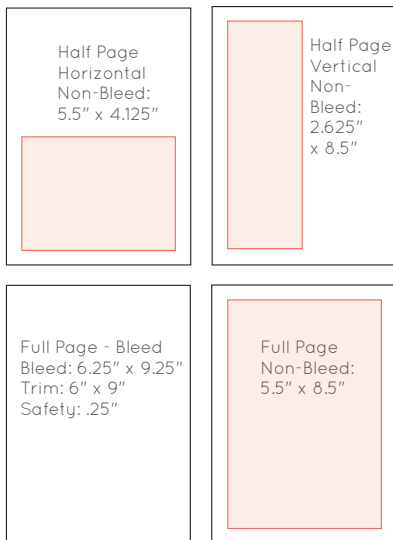 Half Page
Horizontal
Non-Bleed:
5.5" x 4.125"
Half Page
Vertical
Non-
Bleed:
2.625"
x 8.5"
Full Page - Bleed
Bleed: 6.25" x 9.25"
Trim: 6" x 9"
Safety: .25"
Full Page
Non-Bleed:
5.5" x 8.5"